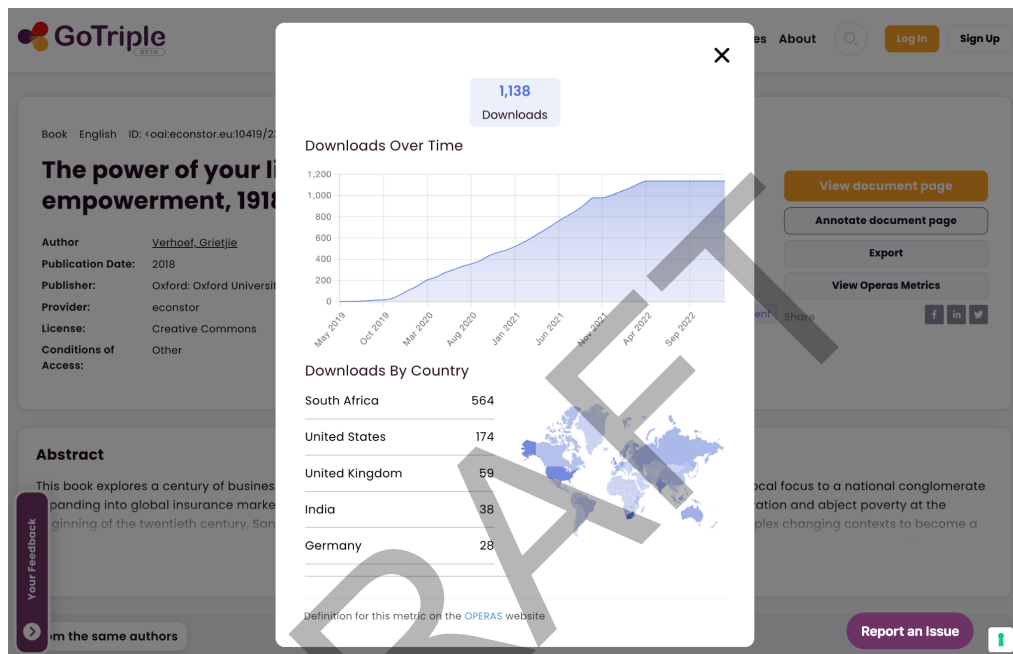 GoTriple
BETA
es About
Log In
Sign Up
Book English ID: <oai:econstor.eu:10419/2
The power of your li
empowerment, 1918
Author Verhoef, Grietjie
Publication Date: 2018
Publisher: Oxford: Oxford Universit
Provider: econstor
License: Creative Commons
Conditions of Access: Other
View document page
Annotate document page
Export
View Operas Metrics
ent
Share
1,138
Downloads
Downloads Over Time
1,200
1,000
800
600
400
200
0
May 2019
Oct 2019
Mar 2020
Aug 2020
Jan 2021
Jun 2021
Nov 2021
Apr 2022
Sep 2022
Downloads By Country
South Africa 564
United States 174
United Kingdom 59
India 38
Germany 28
Definition for this metric on the OPERAS website
Abstract
This book explores a century of busines
ocal focus to a national conglomerate
panding into global insurance marke
ation and abject poverty at the
ginning of the twentieth century, San
plex changing contexts to become a
Your Feedback
m the same authors
Report an Issue
DRAFT